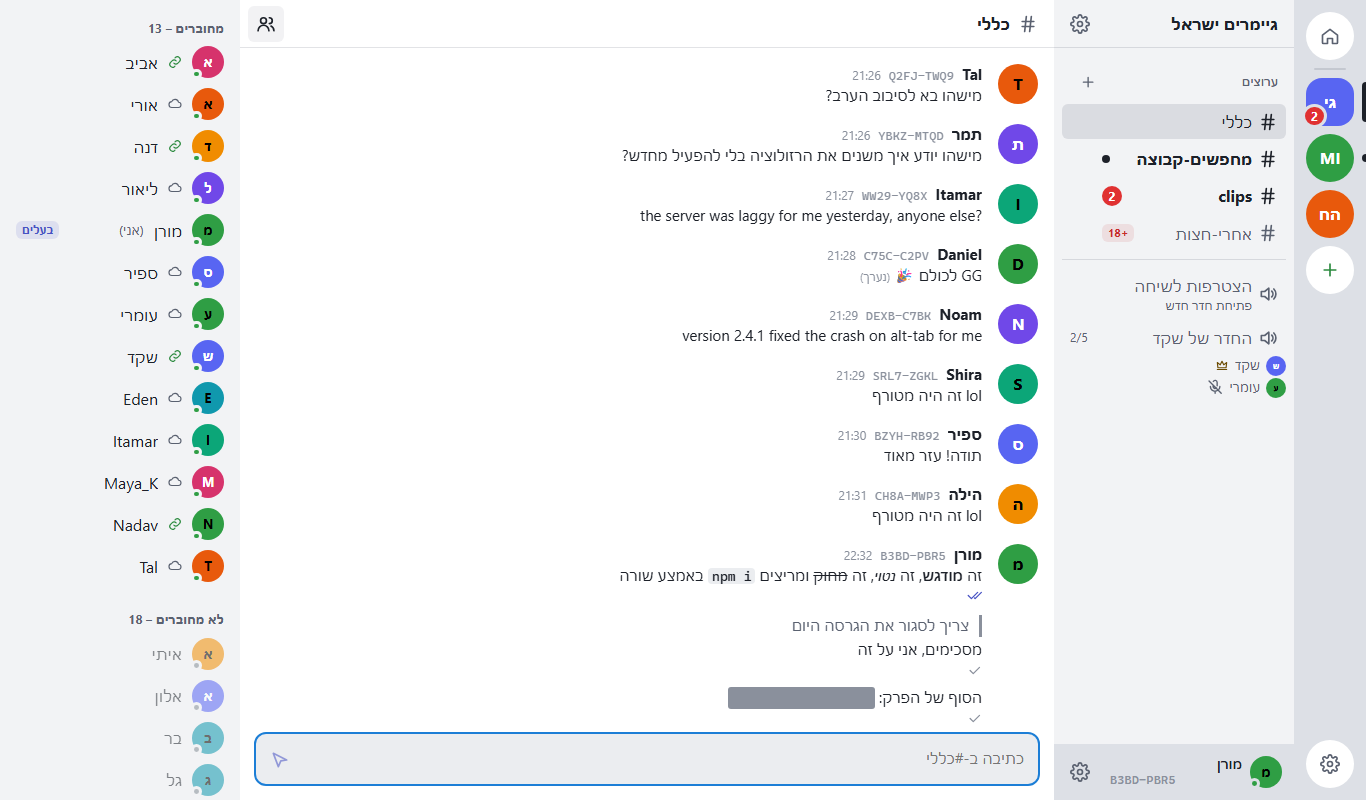 גי
2
MI
הח
גיימרים ישראל
ערוצים
כללי
מחפשים-קבוצה
clips
2
אחרי-חצות
18+
הצטרפות לשיחה
פתיחת חדר חדש
החדר של שקד
2/5
ש
שקד
ע
עומרי
מ
מורן
B3BD-PBR5
# כללי
T
Tal Q2FJ-TWQ9 21:26
מישהו בא לסיבוב הערב?
ת
תמר YBKZ-MTQD 21:26
מישהו יודע איך משנים את הרזולוציה בלי להפעיל מחדש?
I
Itamar WW29-YQ8X 21:27
the server was laggy for me yesterday, anyone else?
D
Daniel C75C-C2PV 21:28
GG לכולם 🎉 (נערך)
N
Noam DEXB-C7BK 21:29
version 2.4.1 fixed the crash on alt-tab for me
S
Shira SRL7-ZGKL 21:29
lol זה היה מטורף
ס
ספיר BZYH-RB92 21:30
תודה! עזר מאוד
ה
הילה CH8A-MWP3 21:31
lol זה היה מטורף
מ
מורן B3BD-PBR5 22:32
זה מודגש, זה נטוי, זה מחוק ומריצים npm i באמצע שורה
צריך לסגור את הגרסה היום
מסכימים, אני על זה
הסוף של הפרק:
כתיבה ב-#כללי
מחוברים – 13
א
אביב
א
אורי
ד
דנה
ל
ליאור
מ
מורן (אני) בעלים
ס
ספיר
ע
עומרי
ש
שקד
E
Eden
I
Itamar
M
Maya_K
N
Nadav
T
Tal
לא מחוברים – 18
א
איתי
א
אלון
ב
בר
ג
גל